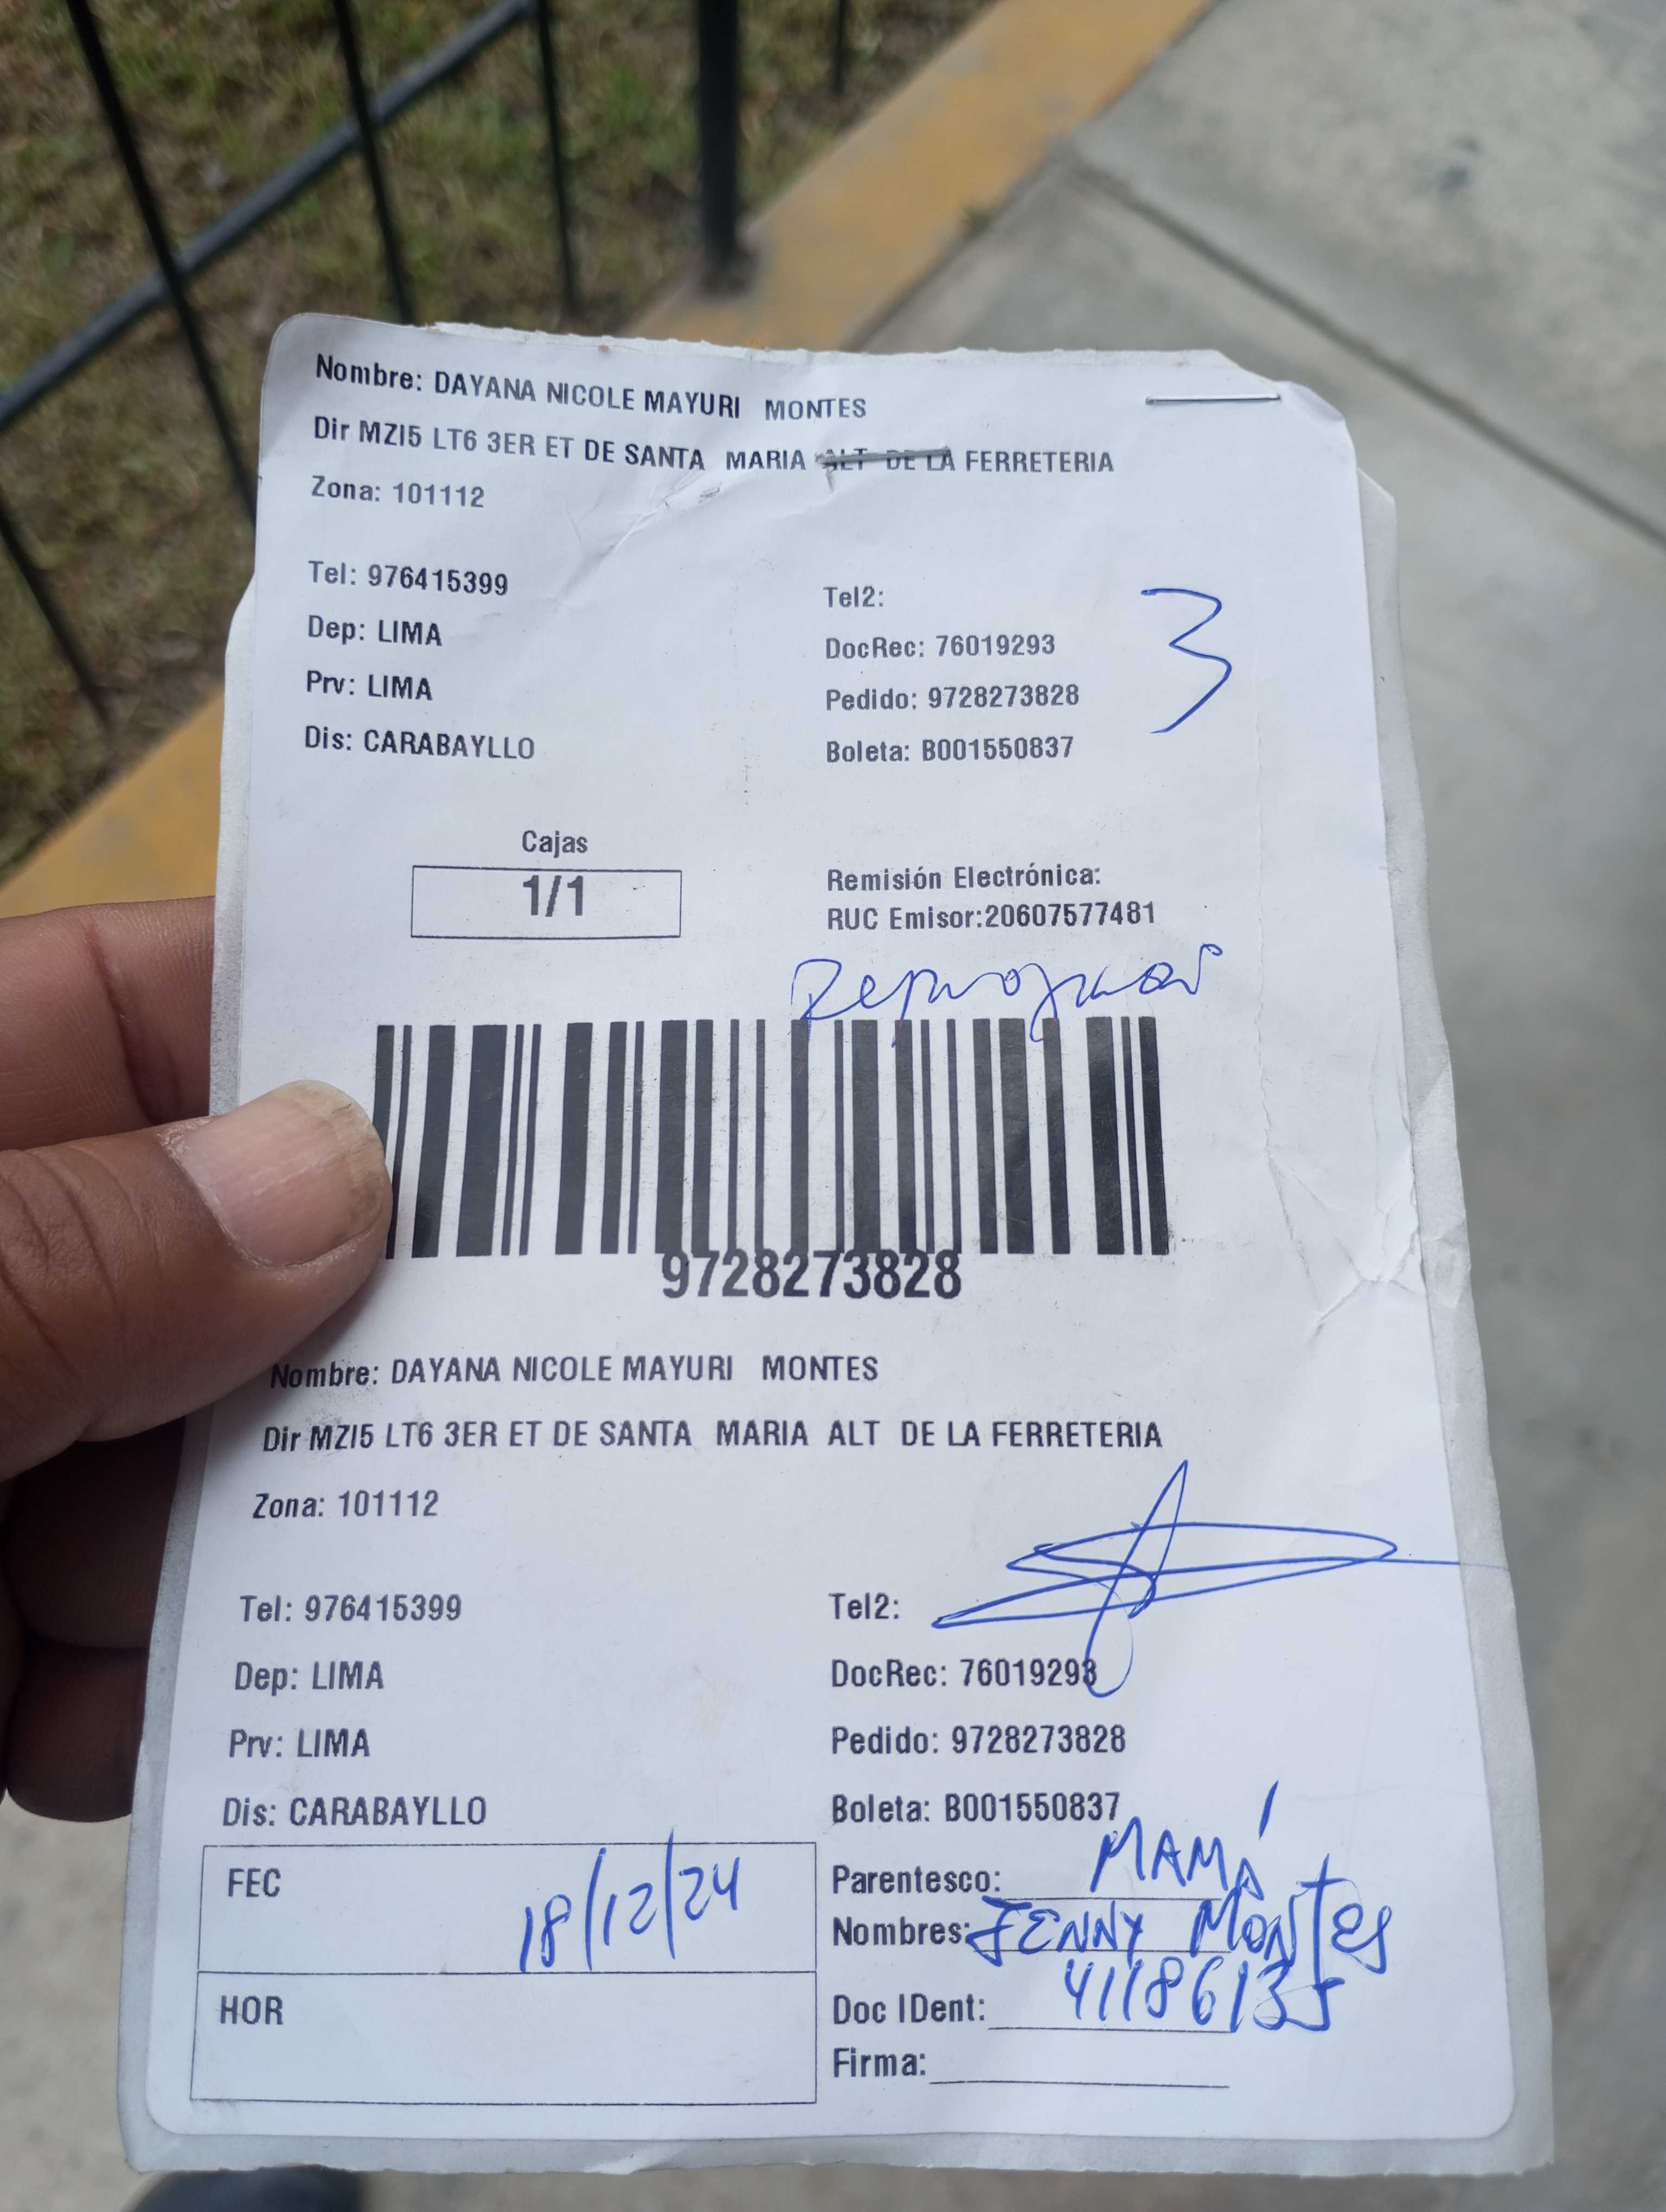 Nombre: DAYANA NICOLE MAYURI MONTES
Dir MZI5 LT6 3ER ET DE SANTA MARIA ALT DE LA FERRETERIA
Zona: 101112
Tel: 976415399
Tel2:
Dep: LIMA
DocRec: 76019293
3
Prv: LIMA
Pedido: 9728273828
Dis: CARABAYLLO
Boleta: B001550837
Cajas
1/1
Remisión Electrónica:
RUC Emisor:20607577481
9728273828
Nombre: DAYANA NICOLE MAYURI MONTES
Dir MZI5 LT6 3ER ET DE SANTA MARIA ALT DE LA FERRETERIA
Zona: 101112
Tel: 976415399
Tel2:
Dep: LIMA
DocRec: 76019293
Prv: LIMA
Pedido: 9728273828
Dis: CARABAYLLO
Boleta: B001550837
FEC 18/12/24
Parentesco: MAMÁ
Nombres: JENNY MONTES
HOR
Doc IDent: 41186135
Firma: